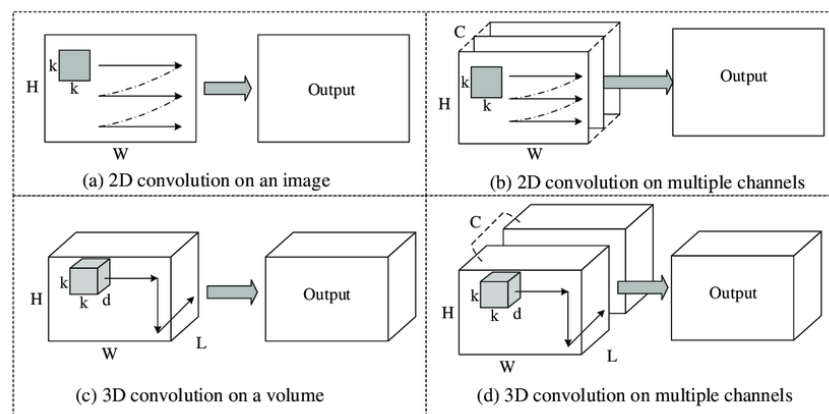 k
k
H
W
Output
(a) 2D convolution on an image
C
k
k
H
W
Output
(b) 2D convolution on multiple channels
k
k d
H
W
L
Output
(c) 3D convolution on a volume
C
k
k d
H
W
L
Output
(d) 3D convolution on multiple channels